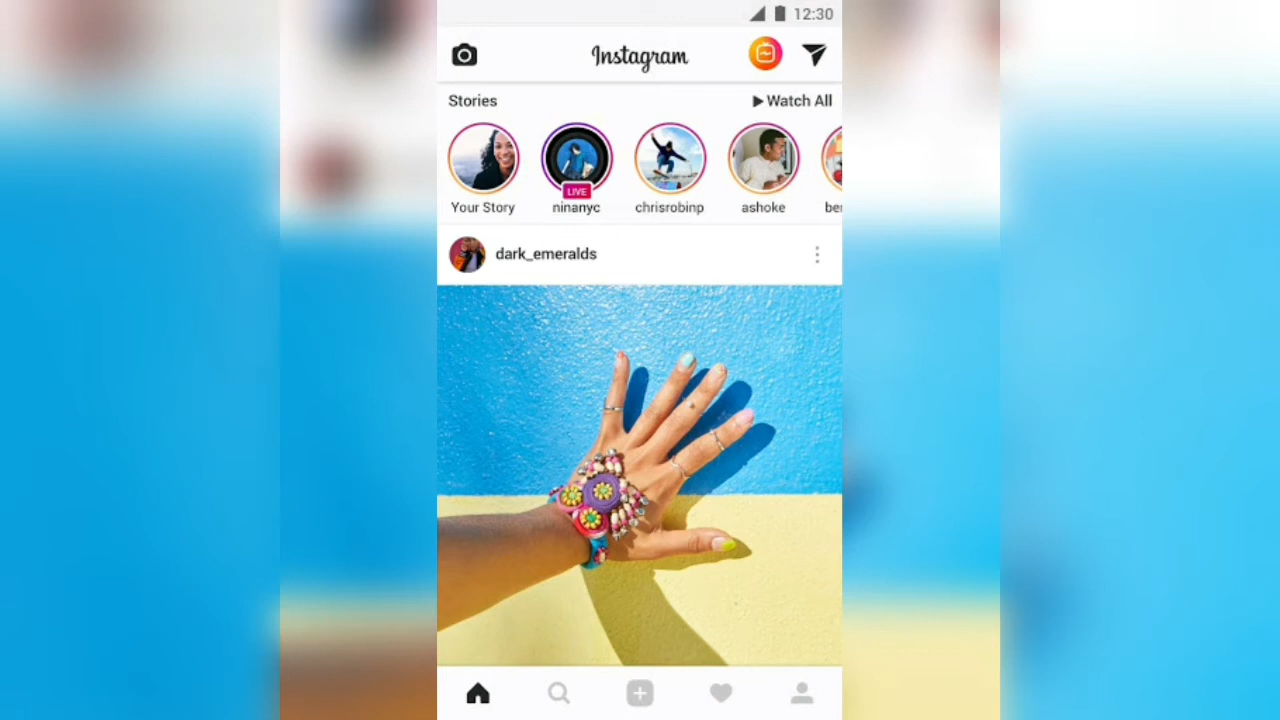 12:30
Instagram
Stories
Watch All
LIVE
Your Story
ninanyc
chrisrobinp
ashoke
dark_emeralds